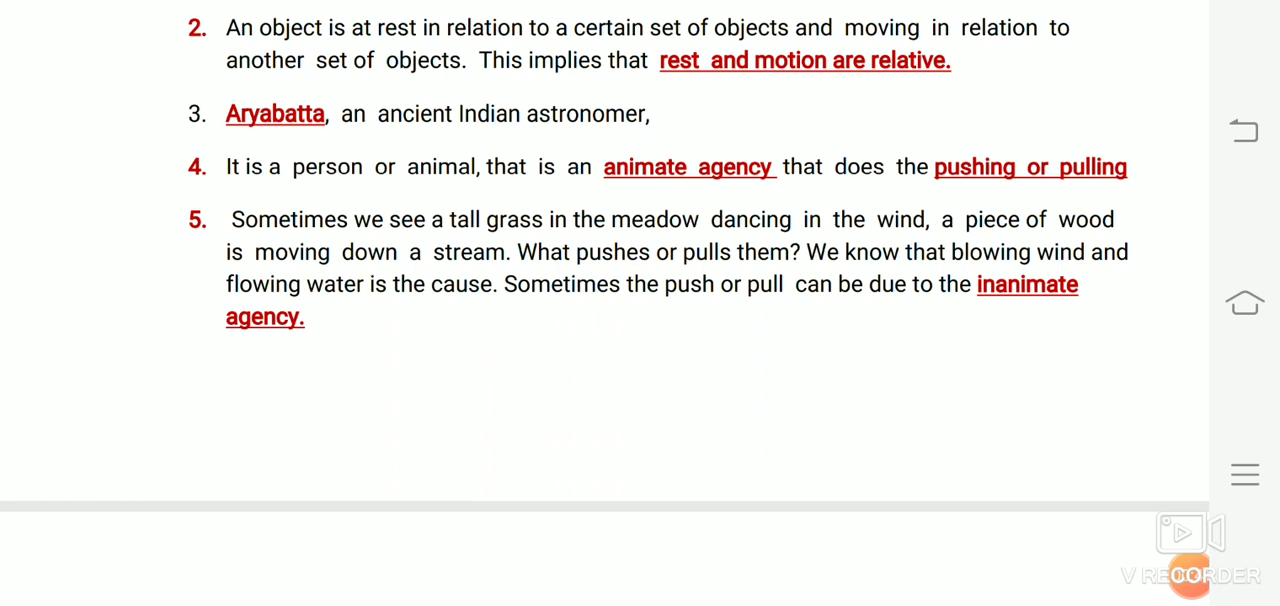 2. An object is at rest in relation to a certain set of objects and moving in relation to
another set of objects. This implies that rest and motion are relative.
3. Aryabatta, an ancient Indian astronomer,
4. It is a person or animal, that is an animate agency that does the pushing or pulling
5. Sometimes we see a tall grass in the meadow dancing in the wind, a piece of wood
is moving down a stream. What pushes or pulls them? We know that blowing wind and
flowing water is the cause. Sometimes the push or pull can be due to the inanimate
agency.
V RECORDER